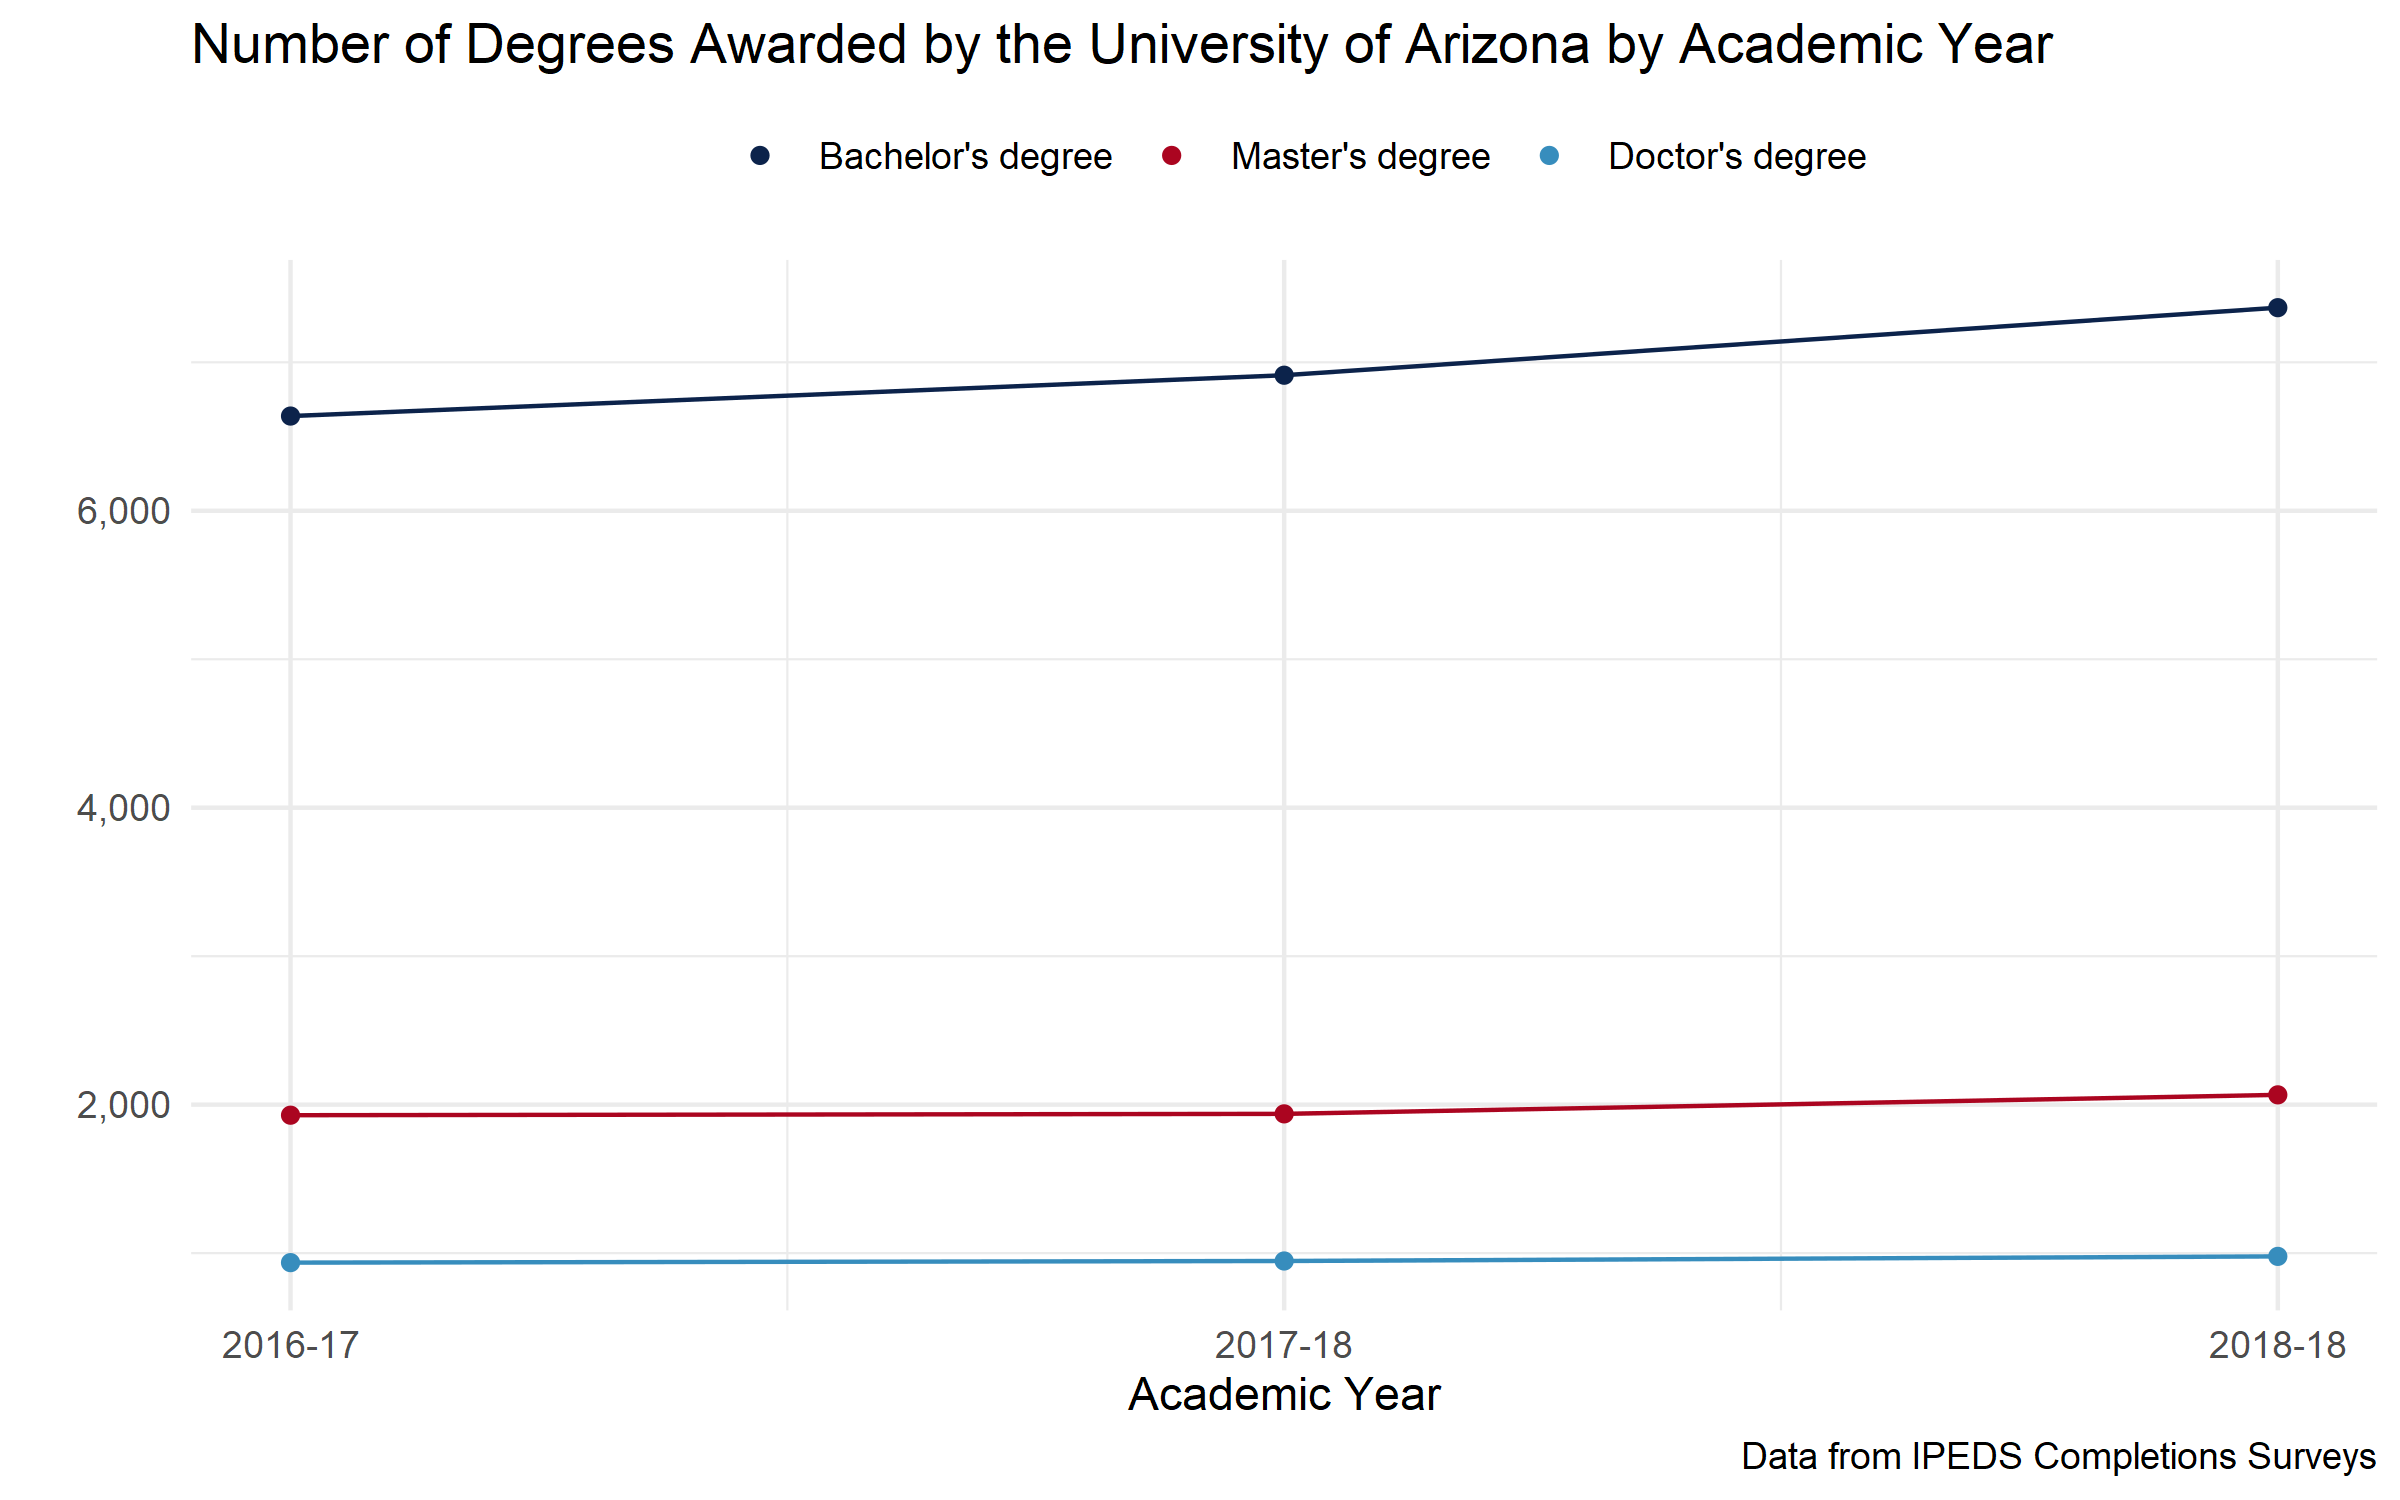 Number of Degrees Awarded by the University of Arizona by Academic Year
Bachelor's degree Master's degree Doctor's degree
6,000
4,000
2,000
2016-17 2017-18 2018-18
Academic Year
Data from IPEDS Completions Surveys